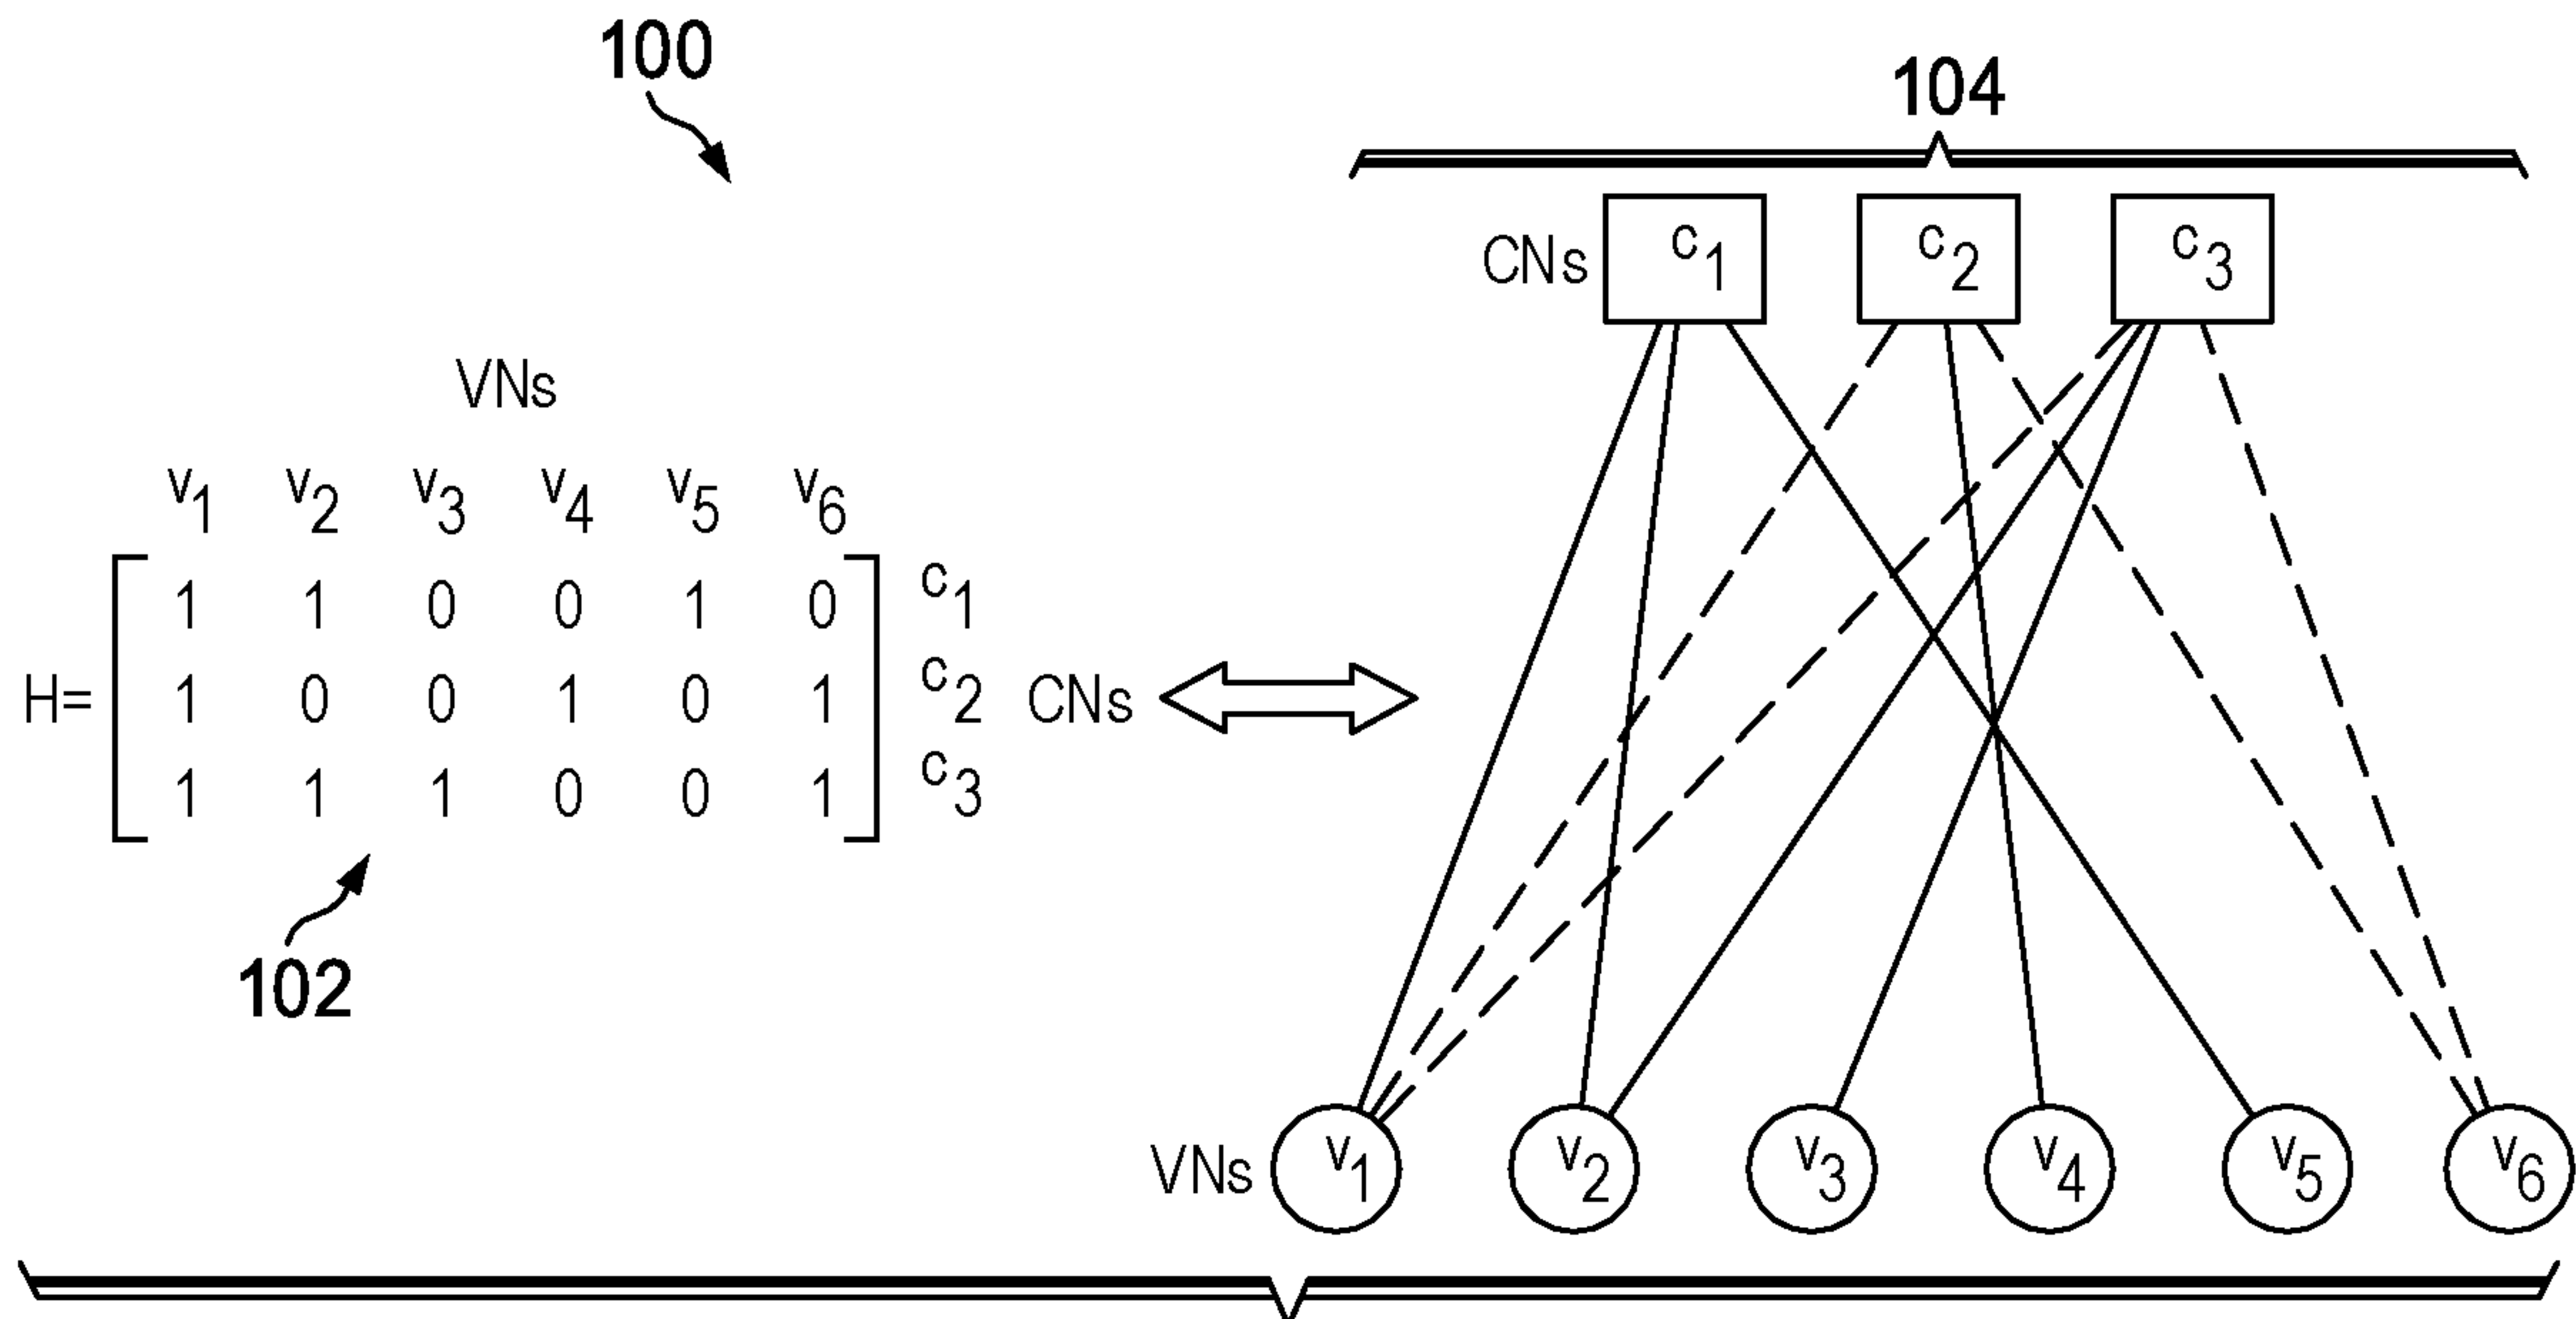 100
104
CNs c1 c2 c3
VNs
v1 v2 v3 v4 v5 v6
1 1 0 0 1 0 c1
H= 1 0 0 1 0 1 c2 CNs
1 1 1 0 0 1 c3
102
VNs v1 v2 v3 v4 v5 v6